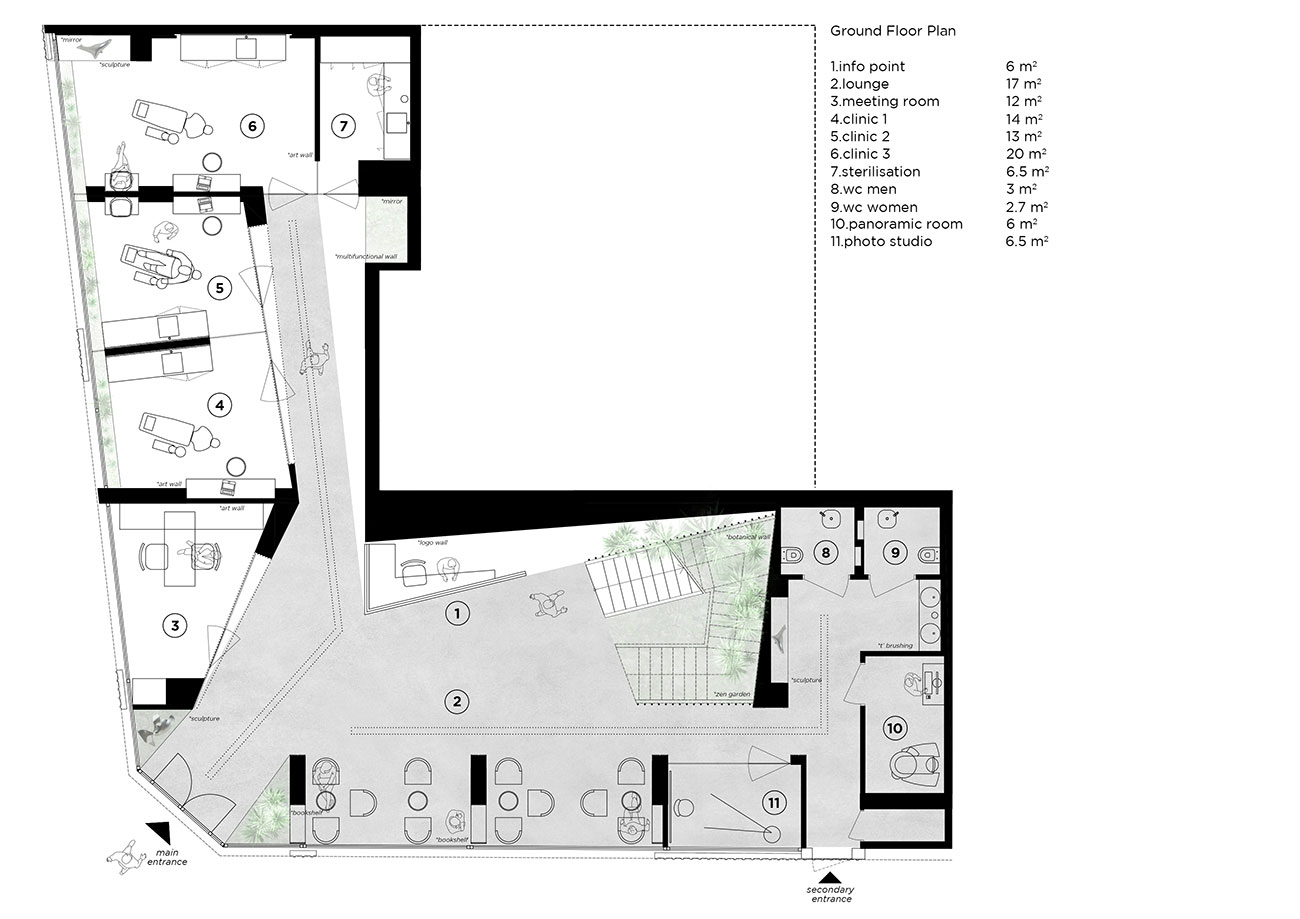 Ground Floor Plan
1.info point 6 m²
2.lounge 17 m²
3.meeting room 12 m²
4.clinic 1 14 m²
5.clinic 2 13 m²
6.clinic 3 20 m²
7.sterilisation 6.5 m²
8.wc men 3 m²
9.wc women 2.7 m²
10.panoramic room 6 m²
11.photo studio 6.5 m²
*mirror
*sculpture
6
7
*art wall
*mirror
*multifunctional wall
5
4
*art wall
*art wall
*logo wall
*botanical wall
8
9
1
3
*'t' brushing
*sculpture
*zen garden
2
*sculpture
10
11
*bookshelf
*bookshelf
main
entrance
secondary
entrance